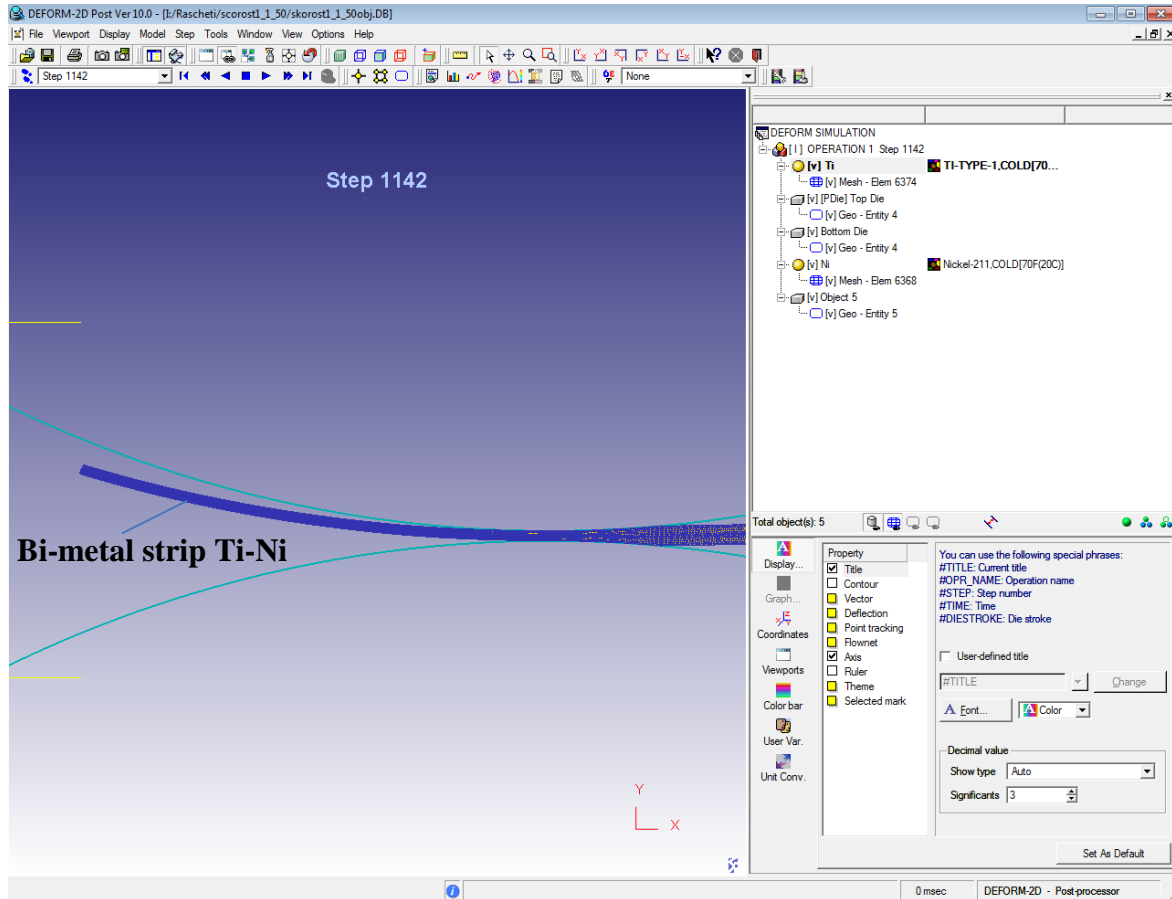 DEFORM-2D Post Ver 10.0 - [I:/Rascheti/scorost1_1_50/skorost1_1_50obj.DB]
File Viewport Display Model Step Tools Window View Options Help
Step 1142
None
Step 1142
Bi-metal strip Ti-Ni
Y
X
DEFORM SIMULATION
[ I ] OPERATION 1 Step 1142
[v] Ti TI-TYPE-1,COLD[70...
[v] Mesh - Elem 6374
[v] [PDie] Top Die
[v] Geo - Entity 4
[v] Bottom Die
[v] Geo - Entity 4
[v] Ni Nickel-211,COLD[70F(20C)]
[v] Mesh - Elem 6368
[v] Object 5
[v] Geo - Entity 5
Total object(s): 5
Display...
Graph...
Coordinates
Viewports
Color bar
User Var.
Unit Conv.
Property
Title
Contour
Vector
Deflection
Point tracking
Flownet
Axis
Ruler
Theme
Selected mark
You can use the following special phrases:
#TITLE: Current title
#OPR_NAME: Operation name
#STEP: Step number
#TIME: Time
#DIESTROKE: Die stroke
User-defined title
#TITLE Change
A Font... A Color
Decimal value
Show type Auto
Significants 3
Set As Default
0 msec DEFORM-2D - Post-processor